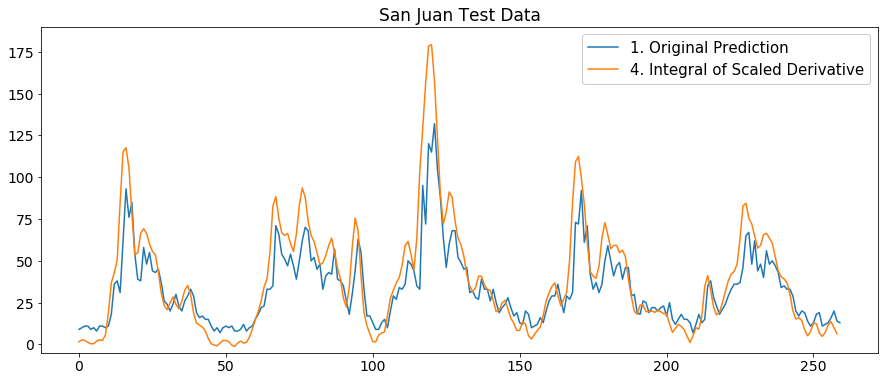 San Juan Test Data
1. Original Prediction
4. Integral of Scaled Derivative
175
150
125
100
75
50
25
0
0 50 100 150 200 250